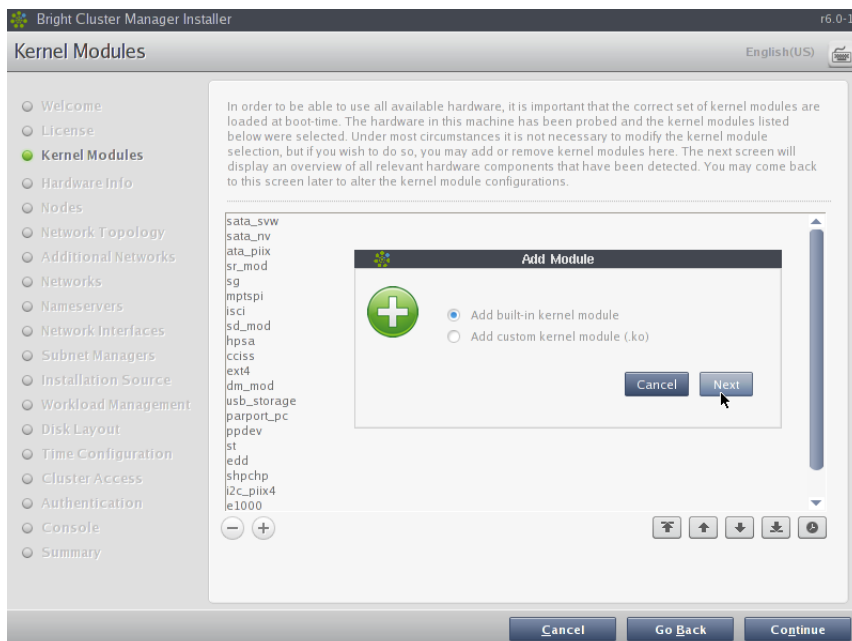 Bright Cluster Manager Installer
r6.0-1
Kernel Modules
English(US)
Welcome
License
Kernel Modules
Hardware Info
Nodes
Network Topology
Additional Networks
Networks
Nameservers
Network Interfaces
Subnet Managers
Installation Source
Workload Management
Disk Layout
Time Configuration
Cluster Access
Authentication
Console
Summary
In order to be able to use all available hardware, it is important that the correct set of kernel modules are
loaded at boot-time. The hardware in this machine has been probed and the kernel modules listed
below were selected. Under most circumstances it is not necessary to modify the kernel module
selection, but if you wish to do so, you may add or remove kernel modules here. The next screen will
display an overview of all relevant hardware components that have been detected. You may come back
to this screen later to alter the kernel module configurations.
sata_svw
sata_nv
ata_piix
sr_mod
sg
mptspi
isci
sd_mod
hpsa
cciss
ext4
dm_mod
usb_storage
parport_pc
ppdev
st
edd
shpchp
i2c_piix4
e1000
Add Module
Add built-in kernel module
Add custom kernel module (.ko)
Cancel
Next
Cancel
Go Back
Continue